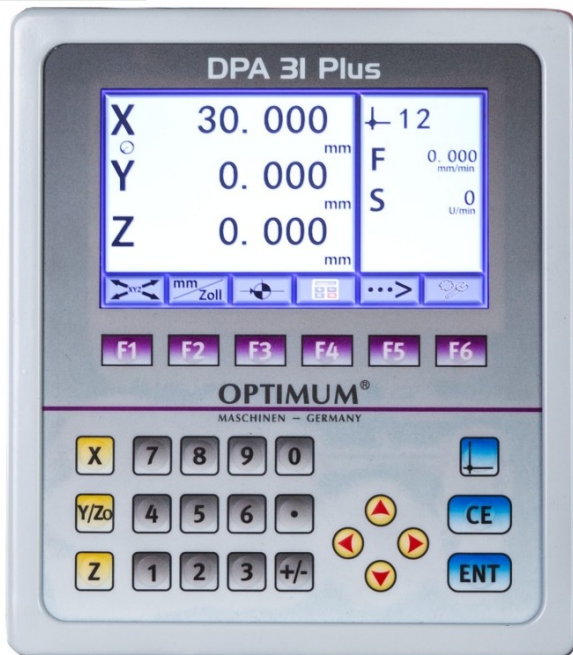 DPA 31 Plus
X 30. 000 mm
Y 0. 000 mm
Z 0. 000 mm
12
F 0. 000 mm/min
S 0 U/min
XYZ
mm/Zoll
···>
F1 F2 F3 F4 F5 F6
OPTIMUM®
MASCHINEN – GERMANY
X 7 8 9 0
Y/Zo 4 5 6 • CE
Z 1 2 3 +/- ENT